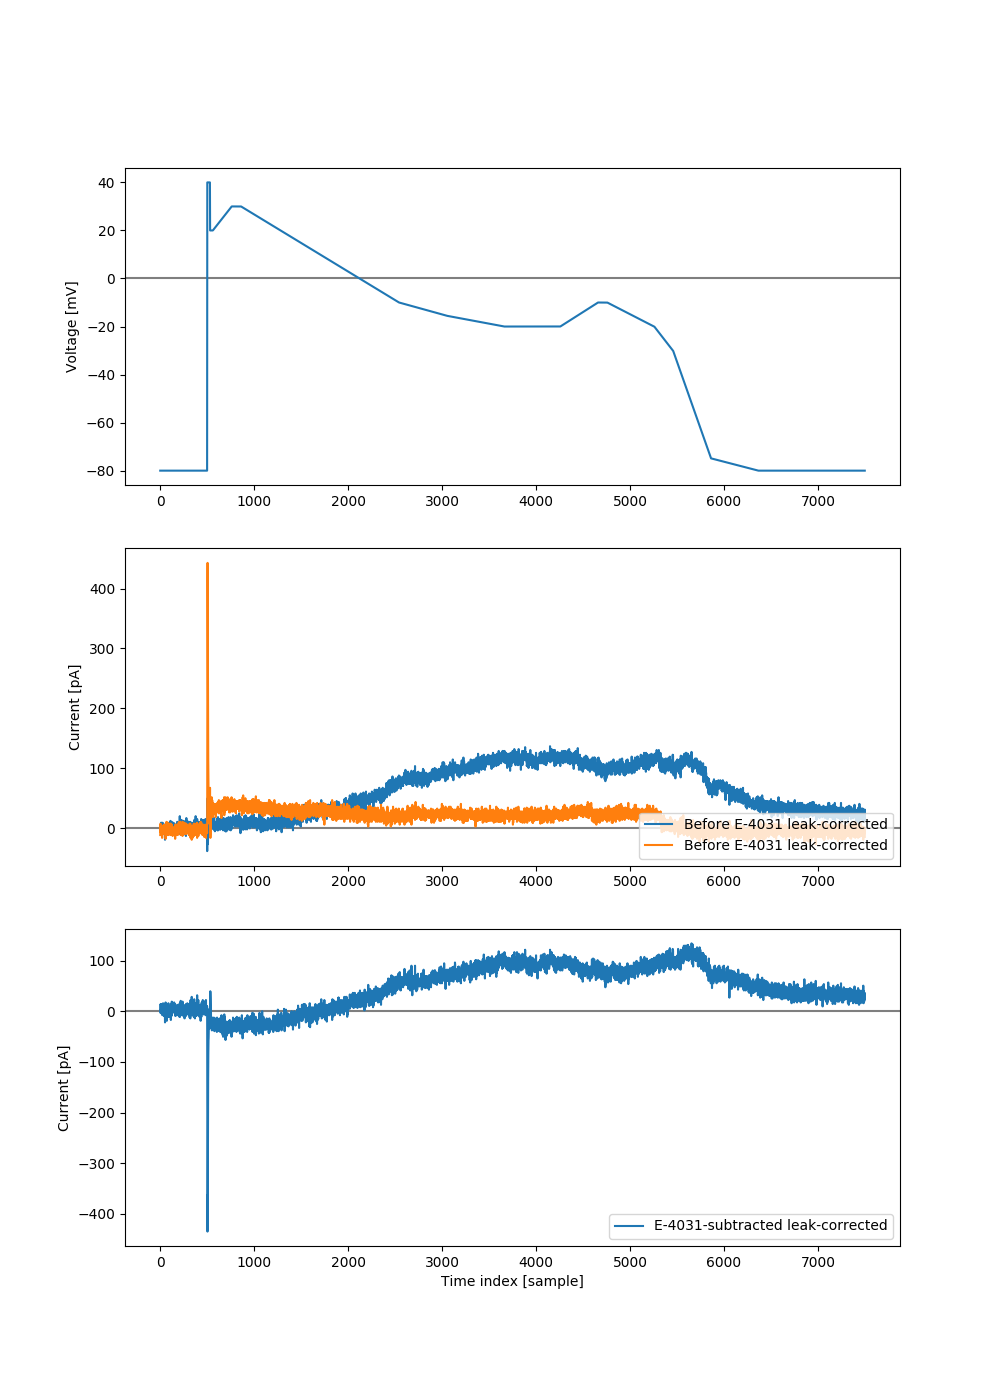 40
20
0
−20
−40
−60
−80
Voltage [mV]
0 1000 2000 3000 4000 5000 6000 7000
400
300
200
100
0
Current [pA]
Before E-4031 leak-corrected
Before E-4031 leak-corrected
0 1000 2000 3000 4000 5000 6000 7000
100
0
−100
−200
−300
−400
Current [pA]
E-4031-subtracted leak-corrected
0 1000 2000 3000 4000 5000 6000 7000
Time index [sample]